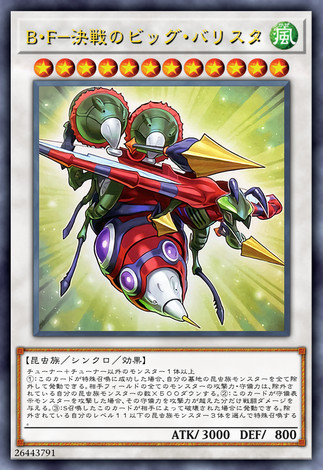 B・F－決戦のビッグ・バリスタ
風
【昆虫族／シンクロ／効果】
チューナー＋チューナー以外のモンスター１体以上
①：このカードが特殊召喚に成功した場合、自分の墓地の昆虫族モンスターを全て除
外して発動できる。相手フィールドの全てのモンスターの攻撃力・守備力は、除外さ
れている自分の昆虫族モンスターの数×５００ダウンする。②：このカードが守備表
示モンスターを攻撃した場合、その守備力を攻撃力が超えた分だけ戦闘ダメージ
を与える。③：S召喚したこのカードが相手によって破壊された場合に発動できる。除外
されている自分のレベル１１以下の昆虫族モンスター３体を選んで特殊召喚する
ATK/ 3000 DEF/ 800
26443791